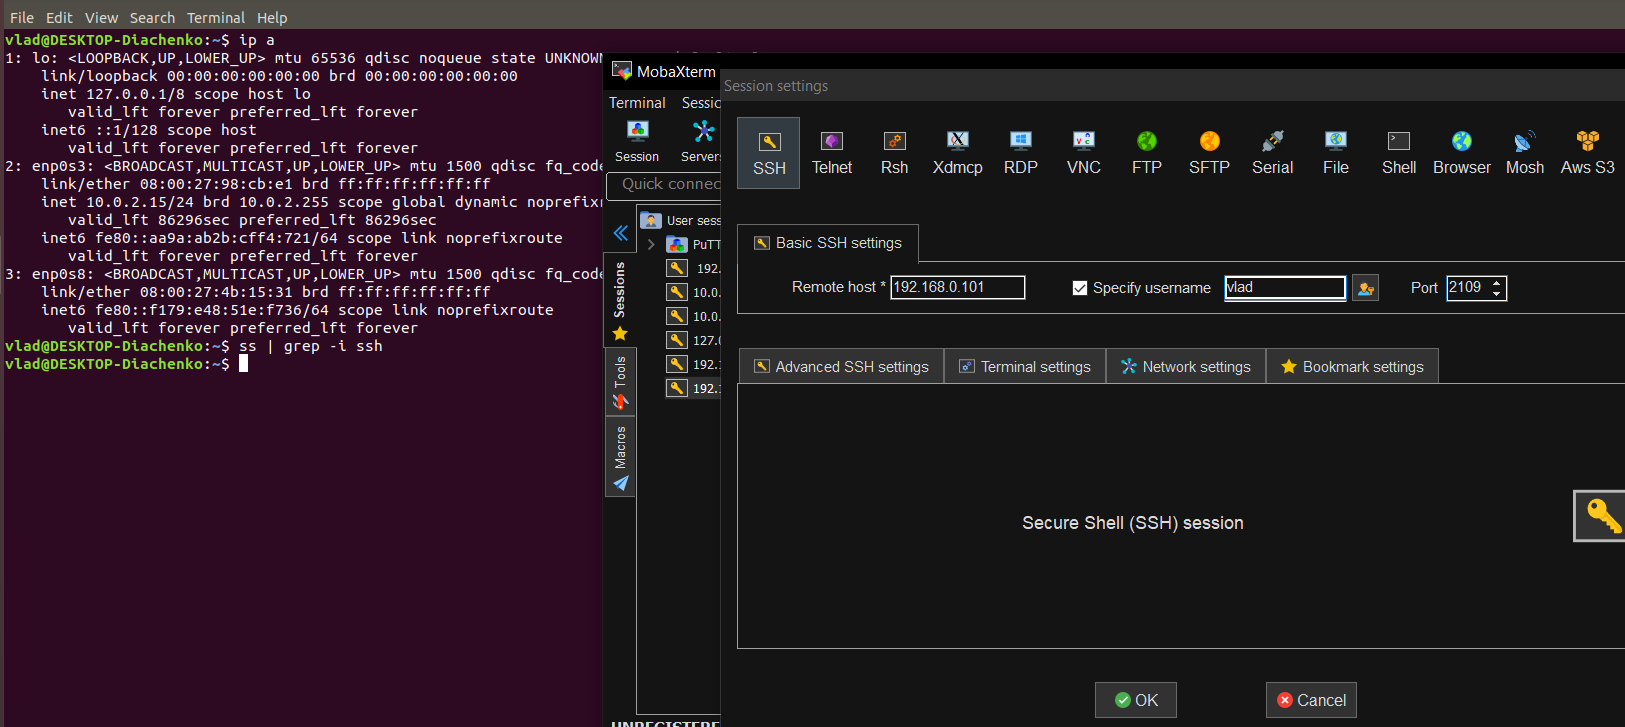 File Edit View Search Terminal Help
vlad@DESKTOP-Diachenko:~$ ip a
1: lo: <LOOPBACK,UP,LOWER_UP> mtu 65536 qdisc noqueue state UNKNOWN
link/loopback 00:00:00:00:00:00 brd 00:00:00:00:00:00
inet 127.0.0.1/8 scope host lo
valid_lft forever preferred_lft forever
inet6 ::1/128 scope host
valid_lft forever preferred_lft forever
2: enp0s3: <BROADCAST,MULTICAST,UP,LOWER_UP> mtu 1500 qdisc fq_code
link/ether 08:00:27:98:cb:e1 brd ff:ff:ff:ff:ff:ff
inet 10.0.2.15/24 brd 10.0.2.255 scope global dynamic noprefixr
valid_lft 86296sec preferred_lft 86296sec
inet6 fe80::aa9a:ab2b:cff4:721/64 scope link noprefixroute
valid_lft forever preferred_lft forever
3: enp0s8: <BROADCAST,MULTICAST,UP,LOWER_UP> mtu 1500 qdisc fq_code
link/ether 08:00:27:4b:15:31 brd ff:ff:ff:ff:ff:ff
inet6 fe80::f179:e48:51e:f736/64 scope link noprefixroute
valid_lft forever preferred_lft forever
vlad@DESKTOP-Diachenko:~$ ss | grep -i ssh
vlad@DESKTOP-Diachenko:~$
MobaXterm
Terminal Sessio
Session Servers
Quick connec
User sess
PuTT
192.
10.0.
10.0.
127.0
192.1
192.1
Sessions
Tools
Macros
UNREGISTERE
Session settings
SSH Telnet Rsh Xdmcp RDP VNC FTP SFTP Serial File Shell Browser Mosh Aws S3
Basic SSH settings
Remote host * 192.168.0.101 Specify username vlad Port 2109
Advanced SSH settings Terminal settings Network settings Bookmark settings
Secure Shell (SSH) session
OK Cancel